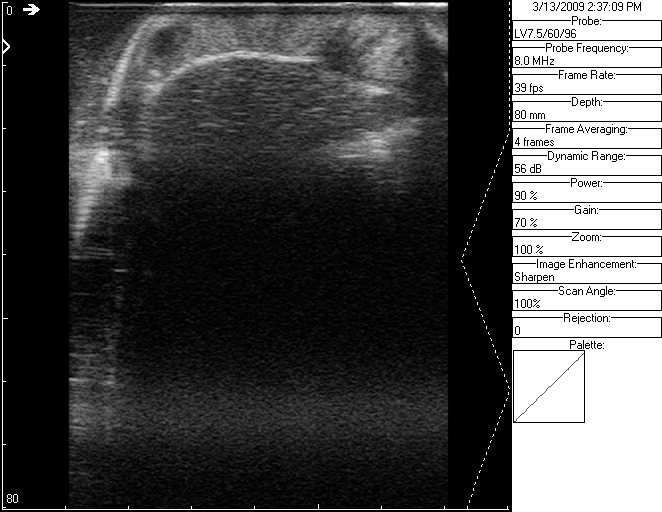 0
80
3/13/2009 2:37:09 PM
Probe:
LV7.5/60/96
Probe Frequency:
8.0 MHz
Frame Rate:
39 fps
Depth:
80 mm
Frame Averaging:
4 frames
Dynamic Range:
56 dB
Power:
90 %
Gain:
70 %
Zoom:
100 %
Image Enhancement:
Sharpen
Scan Angle:
100%
Rejection:
0
Palette: